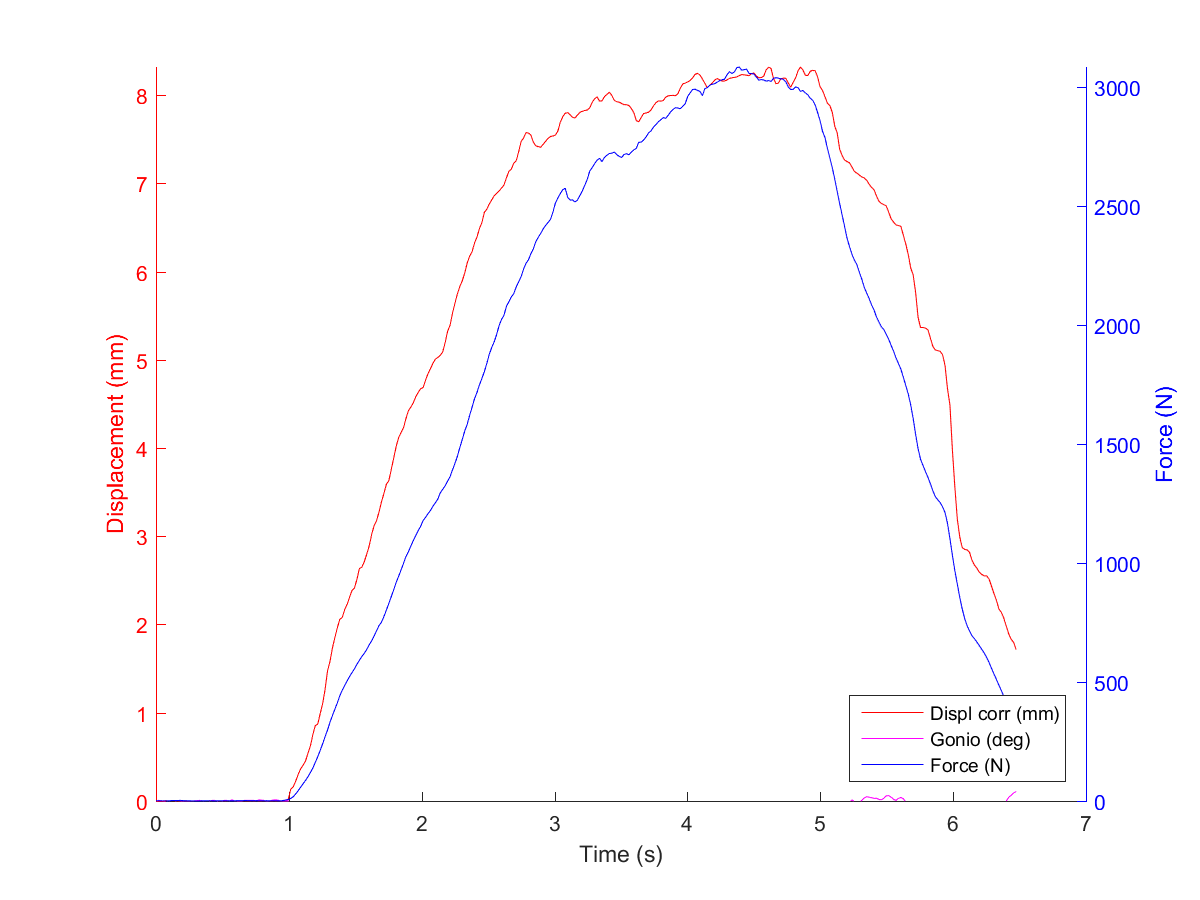 8
7
6
5
4
3
2
1
0
Displacement (mm)
3000
2500
2000
1500
1000
500
0
Force (N)
Displ corr (mm)
Gonio (deg)
Force (N)
0 1 2 3 4 5 6 7
Time (s)